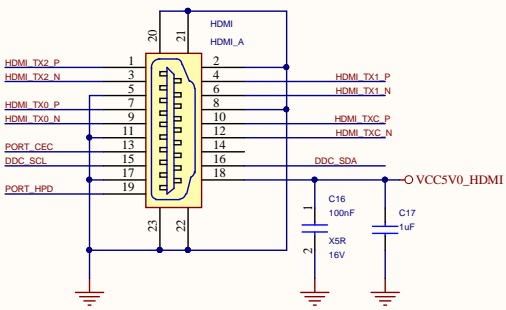 HDMI
HDMI_A
20
21
HDMI_TX2_P
1
2
HDMI_TX2_N
3
4
HDMI_TX1_P
5
6
HDMI_TX1_N
HDMI_TX0_P
7
8
HDMI_TX0_N
9
10
HDMI_TXC_P
11
12
HDMI_TXC_N
PORT_CEC
13
14
DDC_SCL
15
16
DDC_SDA
17
18
VCC5V0_HDMI
PORT_HPD
19
23
22
1
C16
100nF
X5R
16V
2
C17
1uF